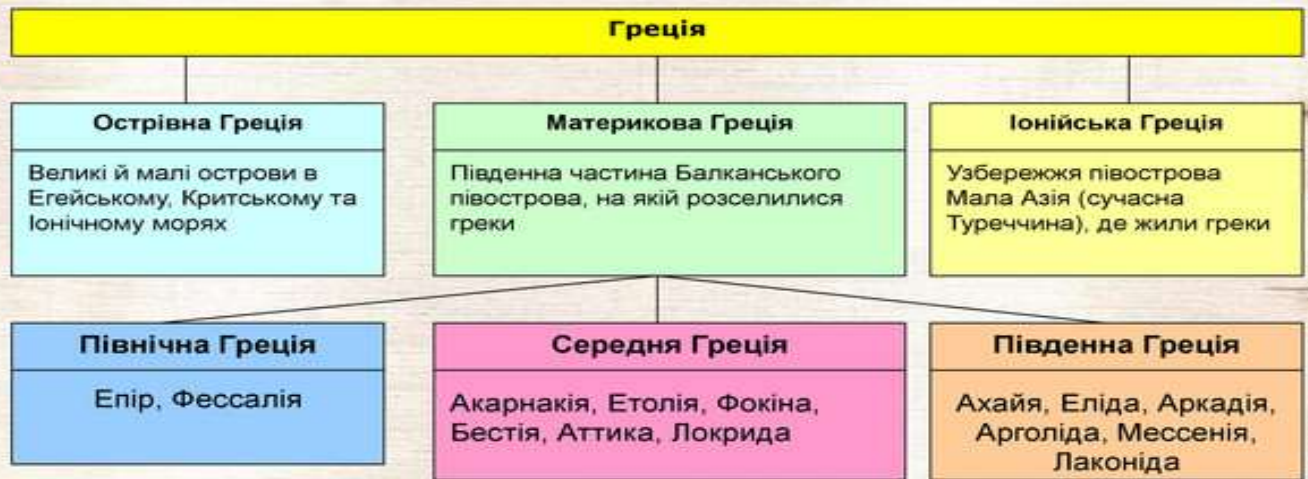 Греція
Острівна Греція
Великі й малі острови в
Егейському, Критському та
Іонічному морях
Материкова Греція
Південна частина Балканського
півострова, на якій розселилися
греки
Іонійська Греція
Узбережжя півострова
Мала Азія (сучасна
Туреччина), де жили греки
Північна Греція
Епір, Фессалія
Середня Греція
Акарнакія, Етолія, Фокіна,
Бестія, Аттика, Локрида
Південна Греція
Ахайя, Еліда, Аркадія,
Арголіда, Мессенія,
Лаконіда